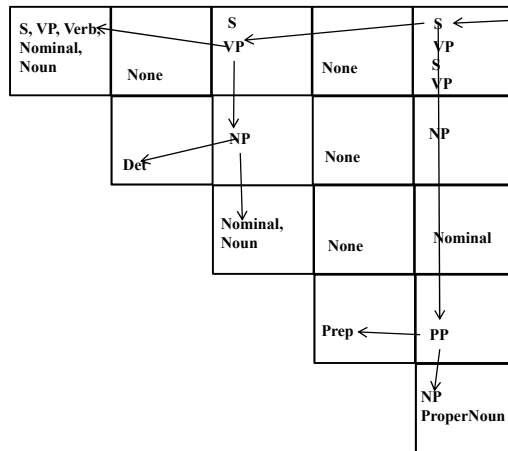 S, VP, Verb,
Nominal,
Noun
None
S
VP
None
S
VP
S
VP
Det
NP
None
NP
Nominal,
Noun
None
Nominal
Prep
PP
NP
ProperNoun